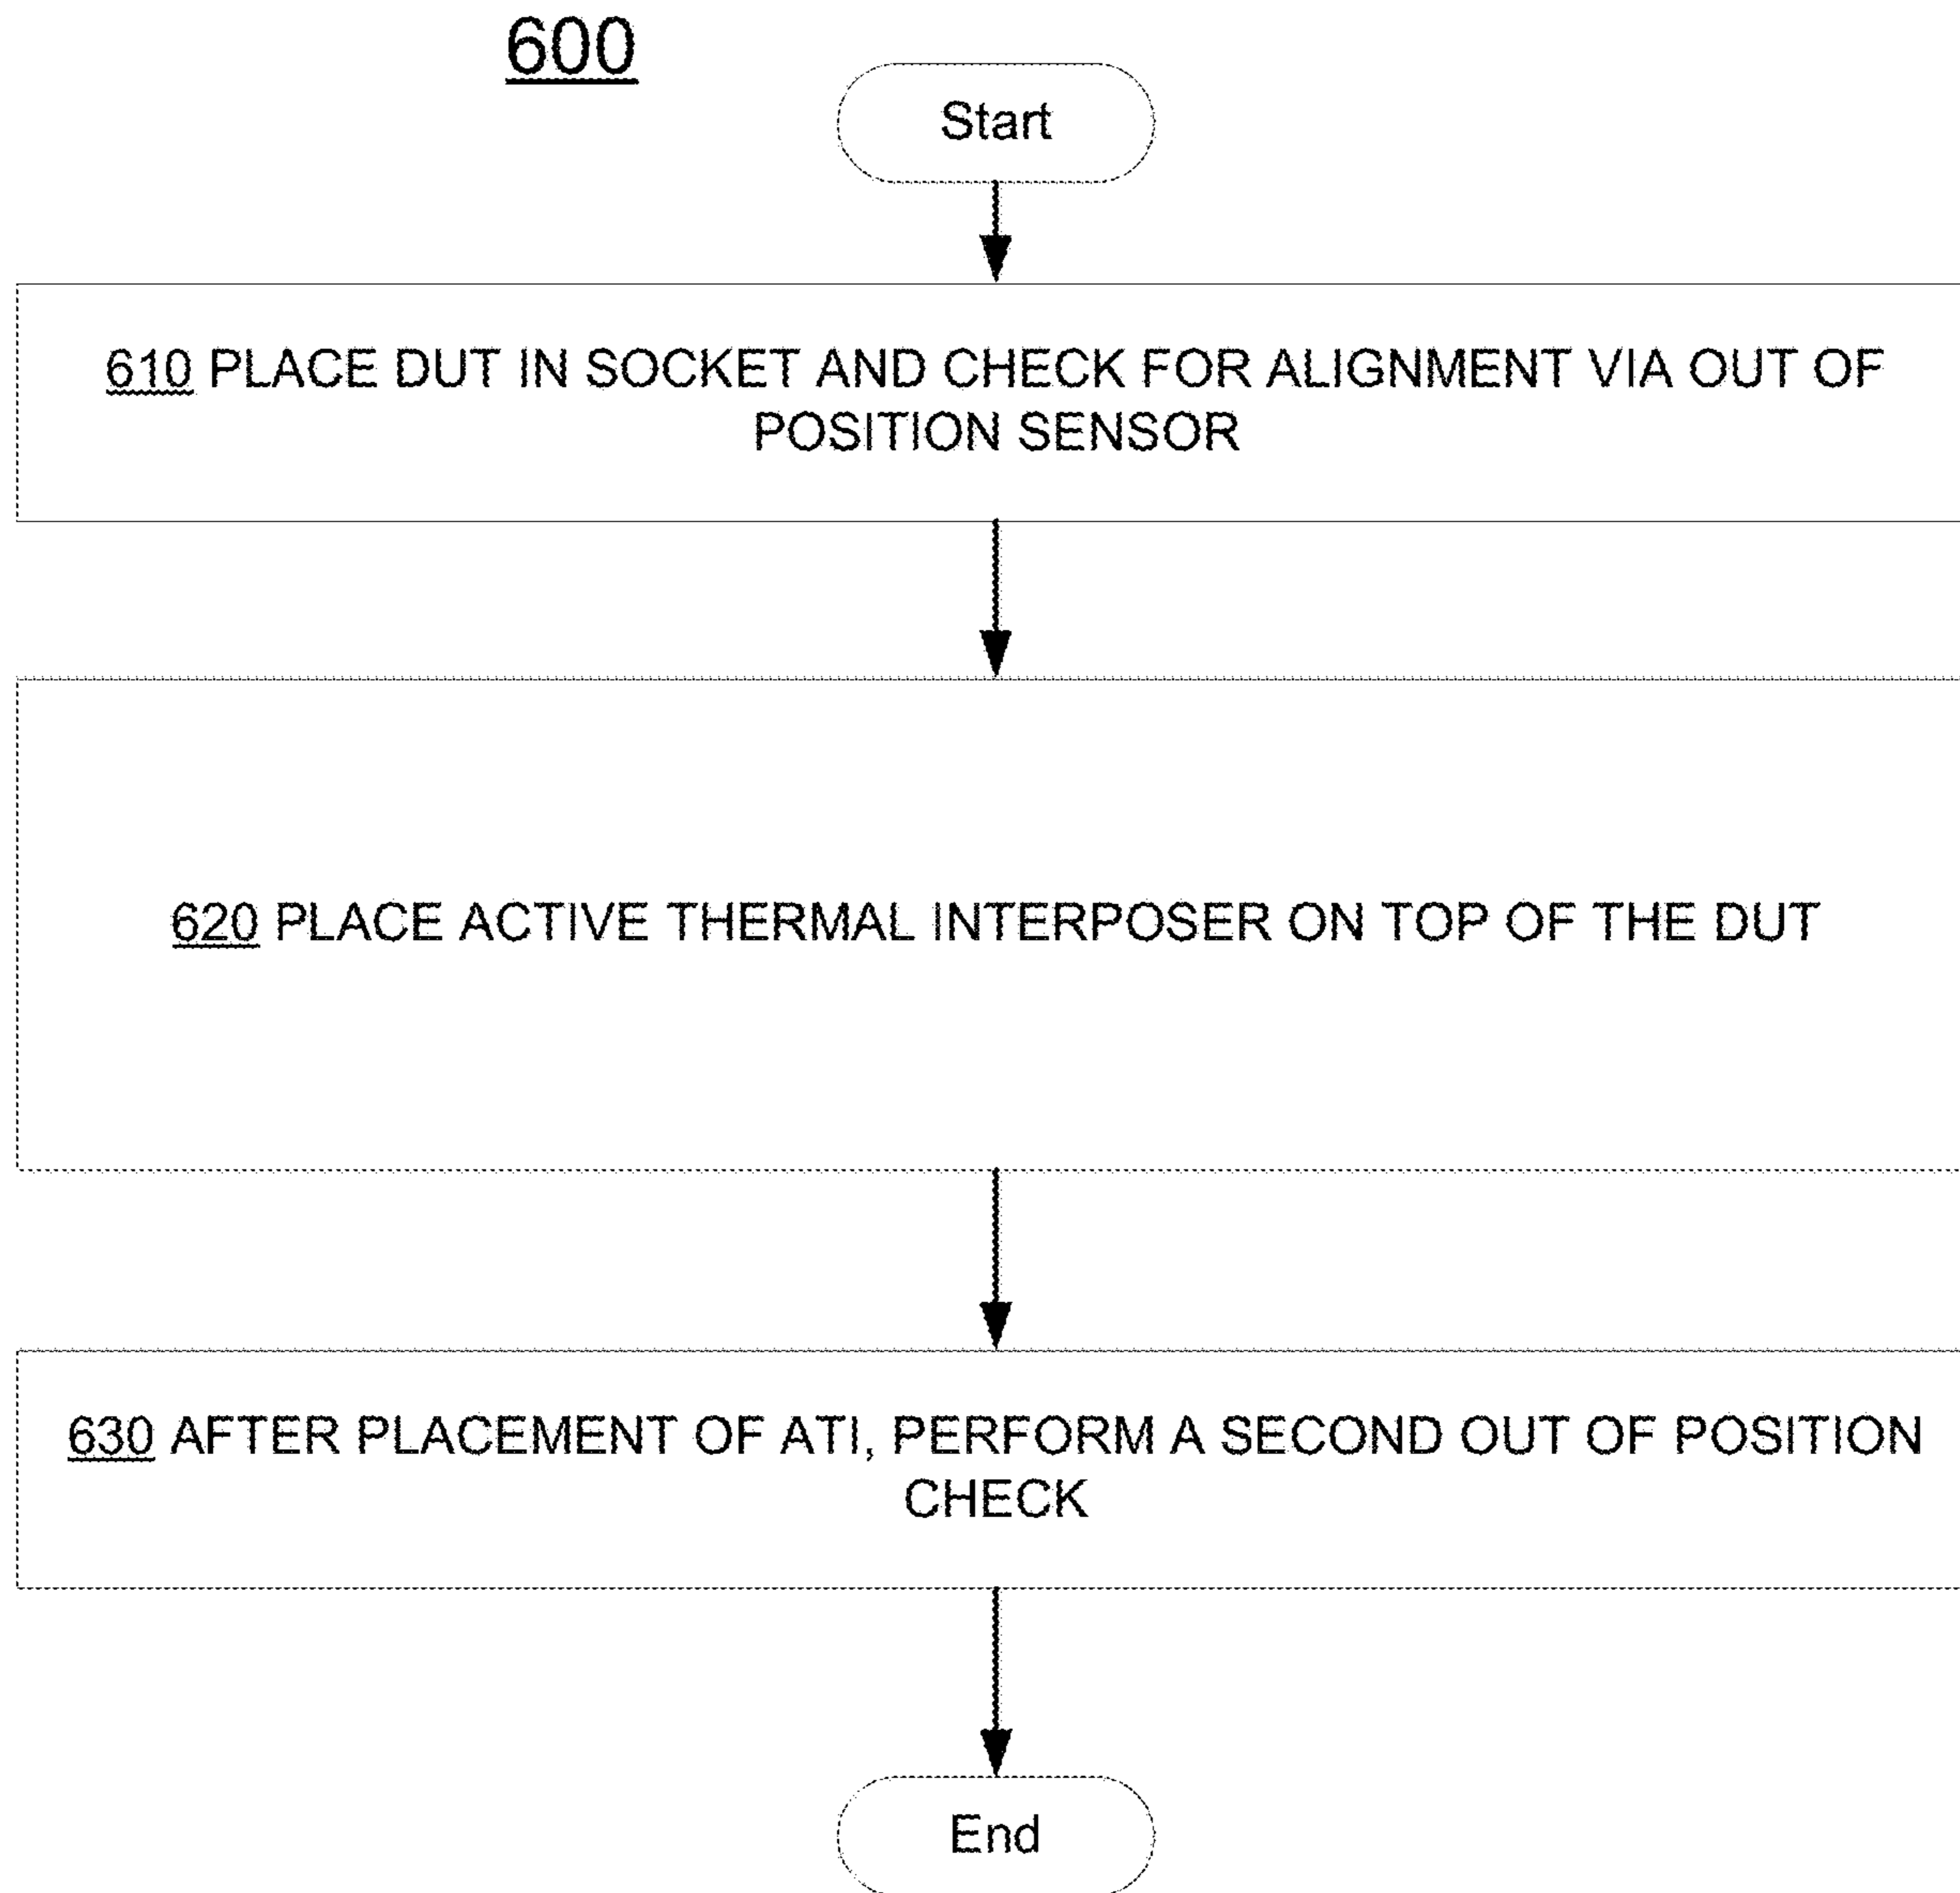 600
Start
610 PLACE DUT IN SOCKET AND CHECK FOR ALIGNMENT VIA OUT OF
POSITION SENSOR
620 PLACE ACTIVE THERMAL INTERPOSER ON TOP OF THE DUT
630 AFTER PLACEMENT OF ATI, PERFORM A SECOND OUT OF POSITION
CHECK
End